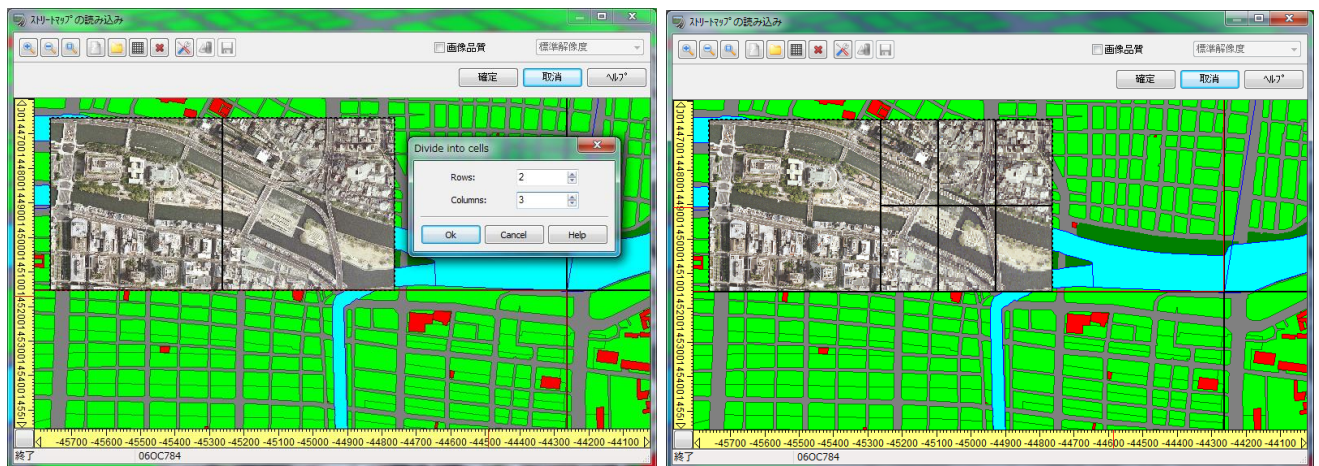 ストリートマップの読み込み
画像品質 標準解像度
確定 取消 ヘルプ
Divide into cells
Rows: 2
Columns: 3
Ok Cancel Help
-45700 -45600 -45500 -45400 -45300 -45200 -45100 -45000 -44900 -44800 -44700 -44600 -44500 -44400 -44300 -44200 -44100
終了 06OC784
ストリートマップの読み込み
画像品質 標準解像度
確定 取消 ヘルプ
-45700 -45600 -45500 -45400 -45300 -45200 -45100 -45000 -44900 -44800 -44700 -44600 -44500 -44400 -44300 -44200 -44100
終了 06OC784